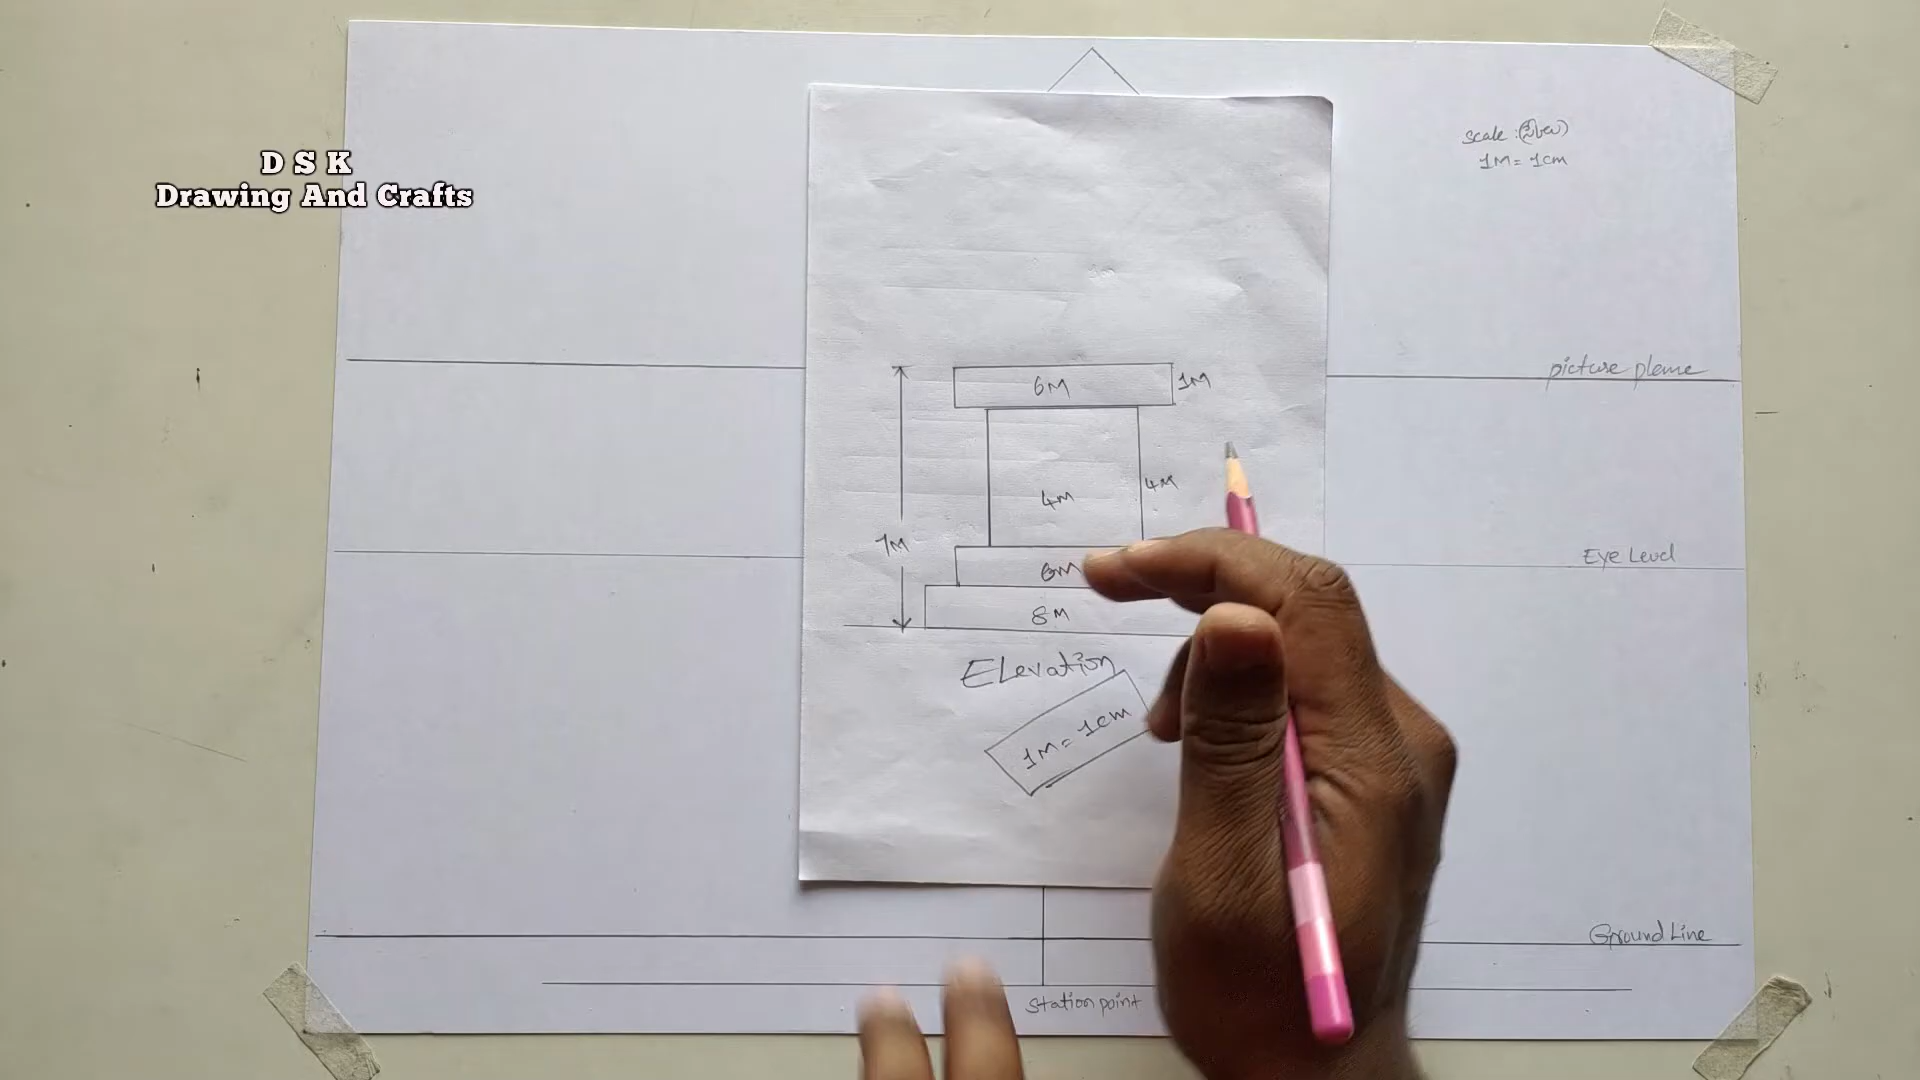 D S K
Drawing And Crafts
Scale :
1M = 1cm
picture plane
6M
1M
4M
4M
7M
6M
8M
Eye Level
Elevation
1M = 1cm
Ground Line
Station point